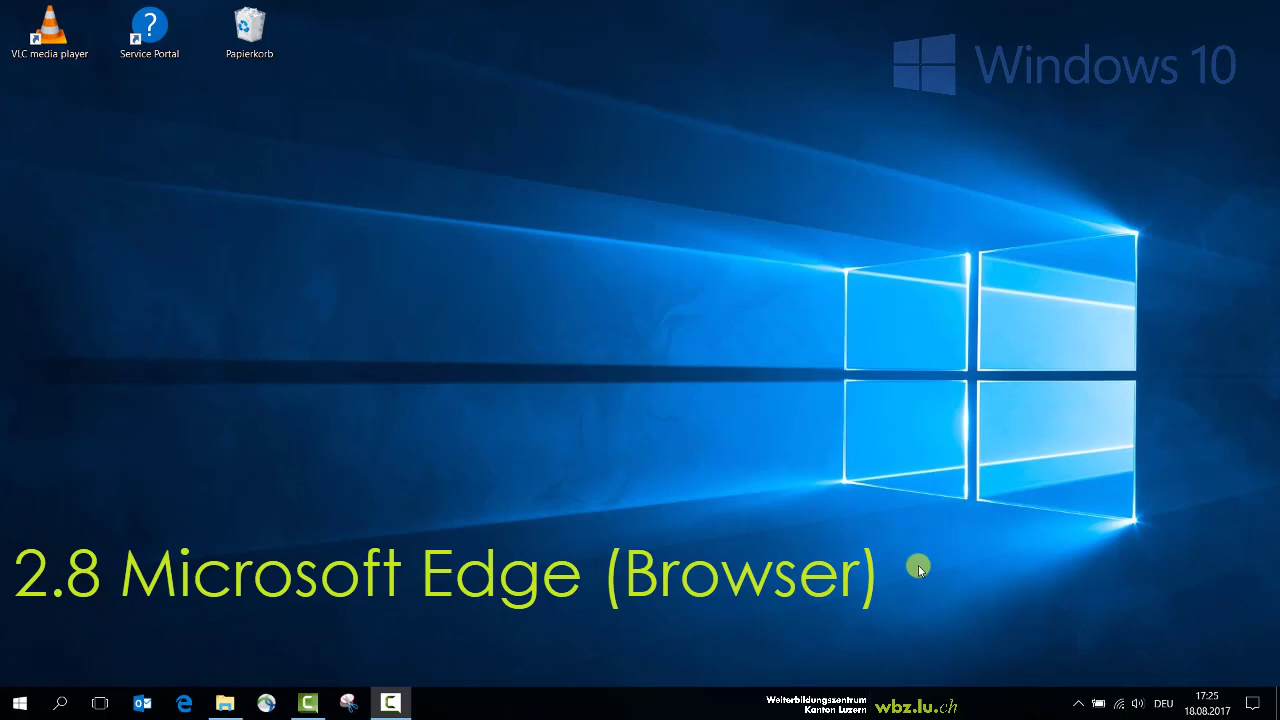 VLC media player
Service Portal
Papierkorb
Windows 10
2.8 Microsoft Edge (Browser)
Weiterbildungszentrum
Kanton Luzern
wbz.lu.ch
DEU
17:25
18.08.2017